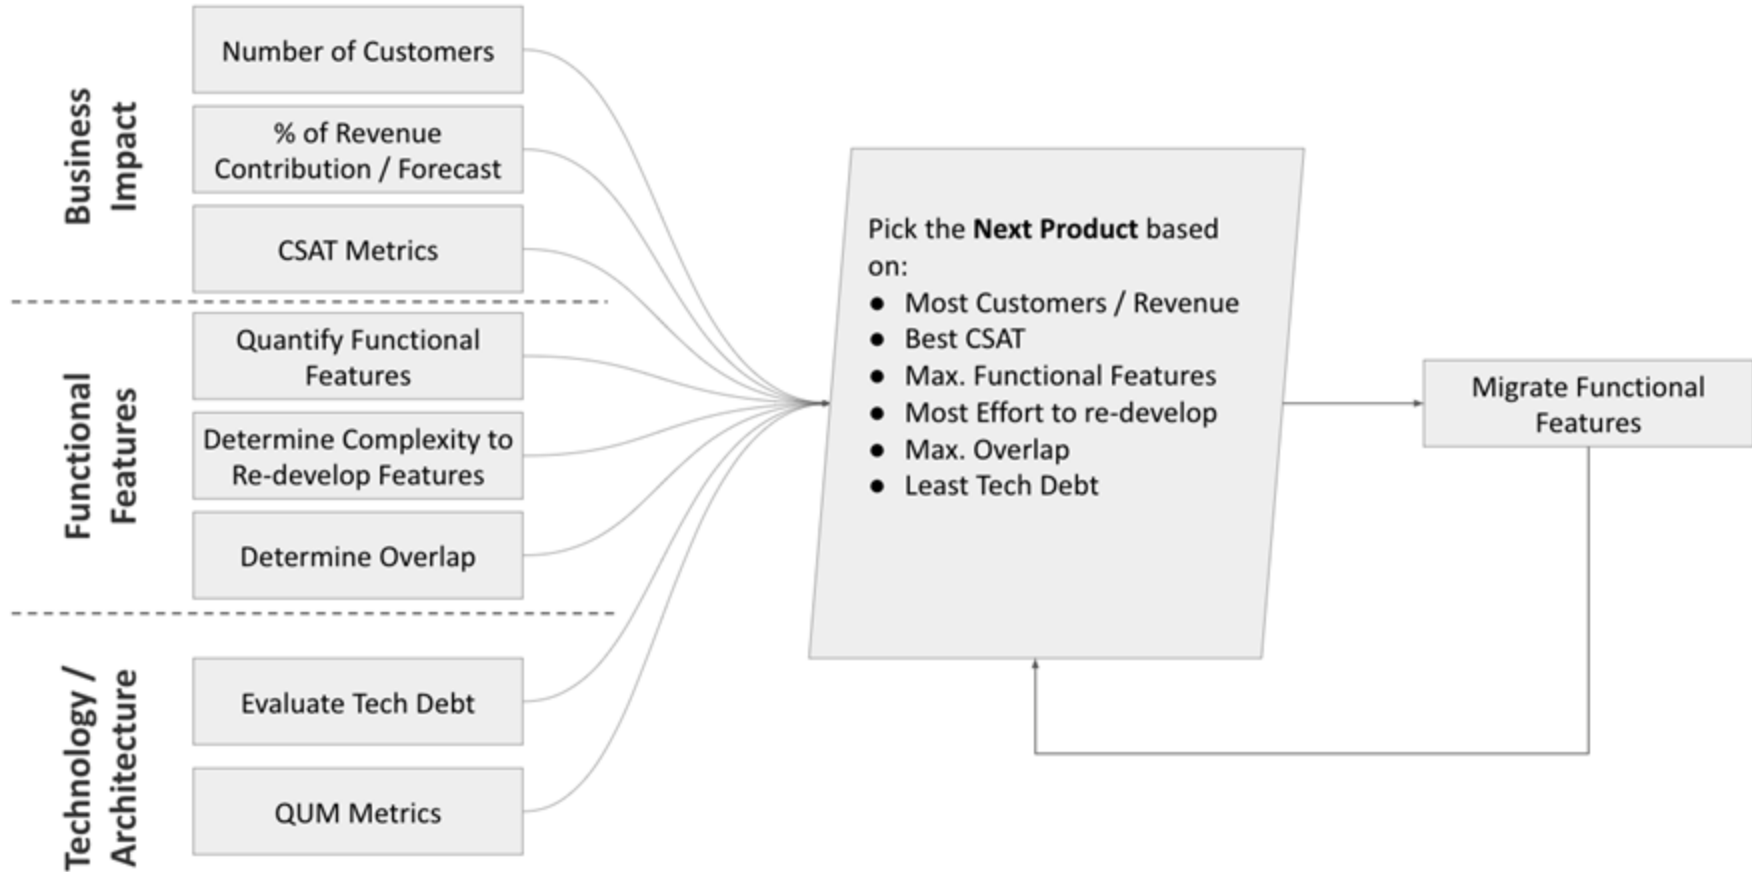 Business
Impact
Number of Customers
% of Revenue
Contribution / Forecast
CSAT Metrics
Functional
Features
Quantify Functional
Features
Determine Complexity to
Re-develop Features
Determine Overlap
Technology /
Architecture
Evaluate Tech Debt
QUM Metrics
Pick the Next Product based
on:
● Most Customers / Revenue
● Best CSAT
● Max. Functional Features
● Most Effort to re-develop
● Max. Overlap
● Least Tech Debt
Migrate Functional
Features